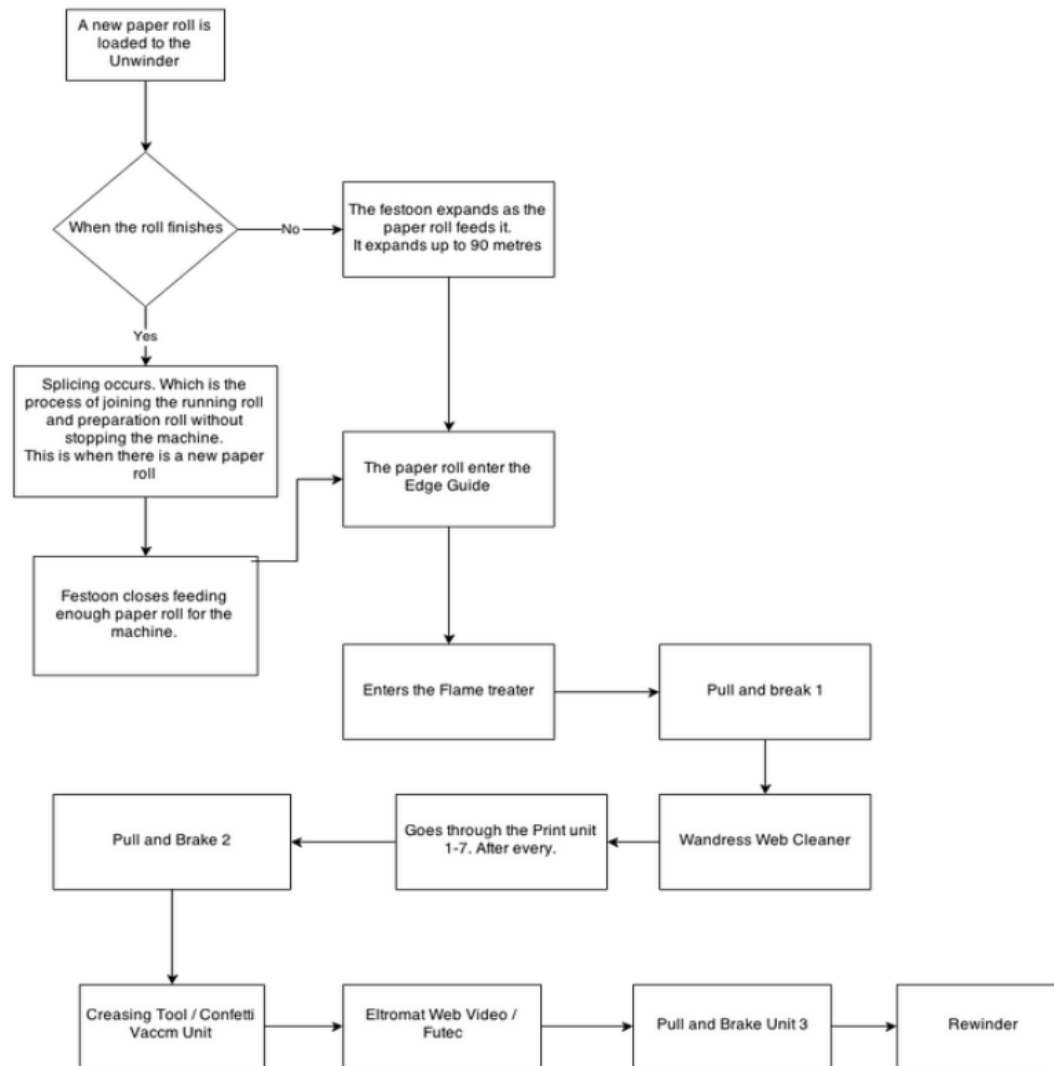 A new paper roll is
loaded to the
Unwinder
When the roll finishes
No
The festoon expands as the
paper roll feeds it.
It expands up to 90 metres
Yes
Splicing occurs. Which is the
process of joining the running roll
and preparation roll without
stopping the machine.
This is when there is a new paper
roll
The paper roll enter the
Edge Guide
Festoon closes feeding
enough paper roll for the
machine.
Enters the Flame treater
Pull and break 1
Pull and Brake 2
Goes through the Print unit
1-7. After every.
Wandress Web Cleaner
Creasing Tool / Confetti
Vaccm Unit
Eltromat Web Video /
Futec
Pull and Brake Unit 3
Rewinder